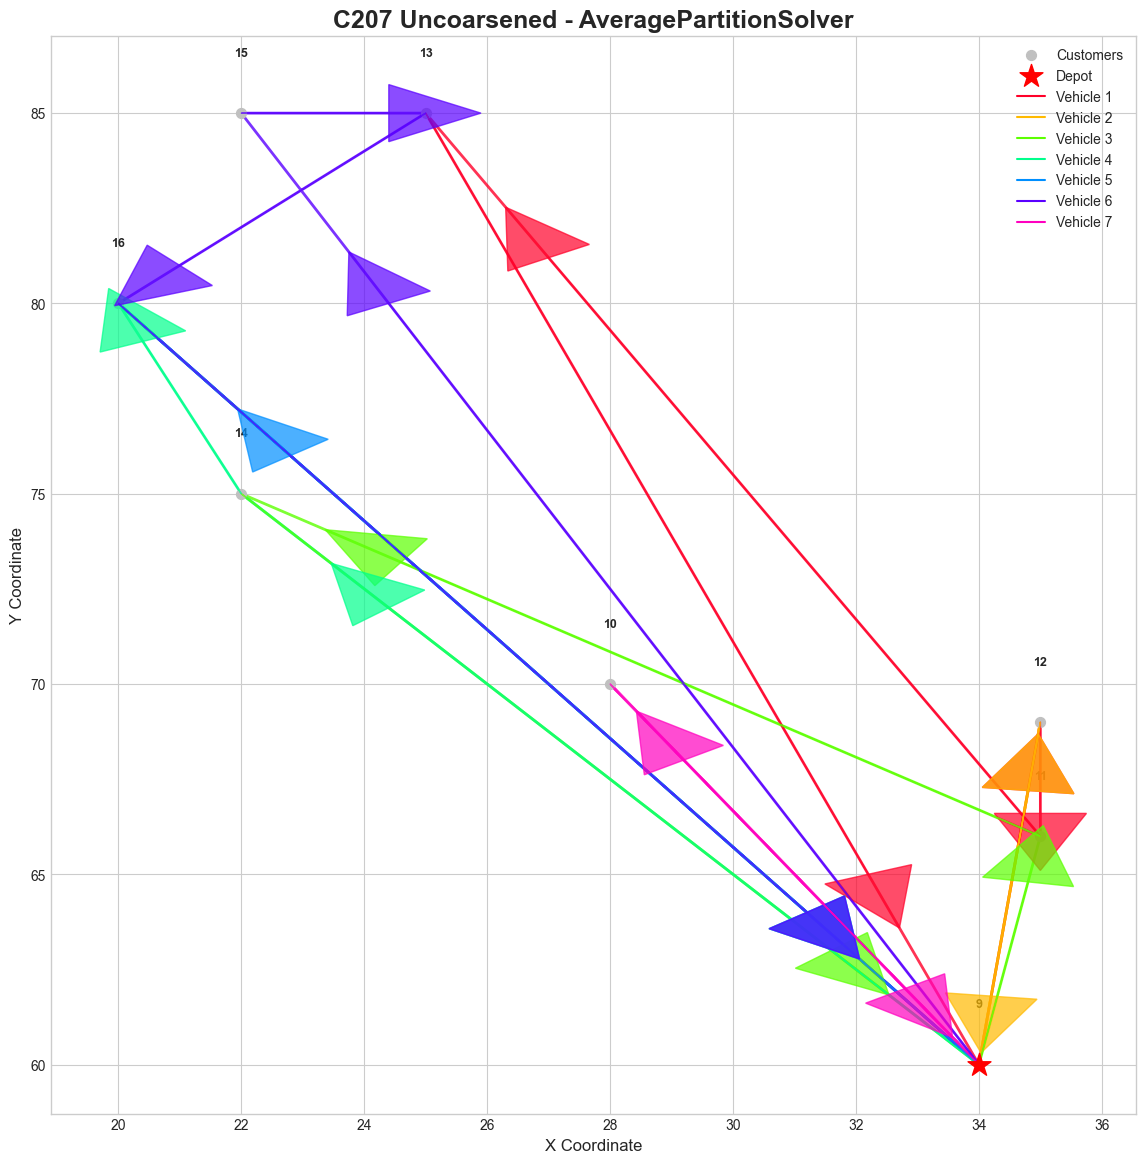 C207 Uncoarsened - AveragePartitionSolver
15
13
Customers
Depot
Vehicle 1
Vehicle 2
Vehicle 3
Vehicle 4
Vehicle 5
Vehicle 6
Vehicle 7
16
14
10
12
11
9
85
80
75
70
65
60
Y Coordinate
20
22
24
26
28
30
32
34
36
X Coordinate